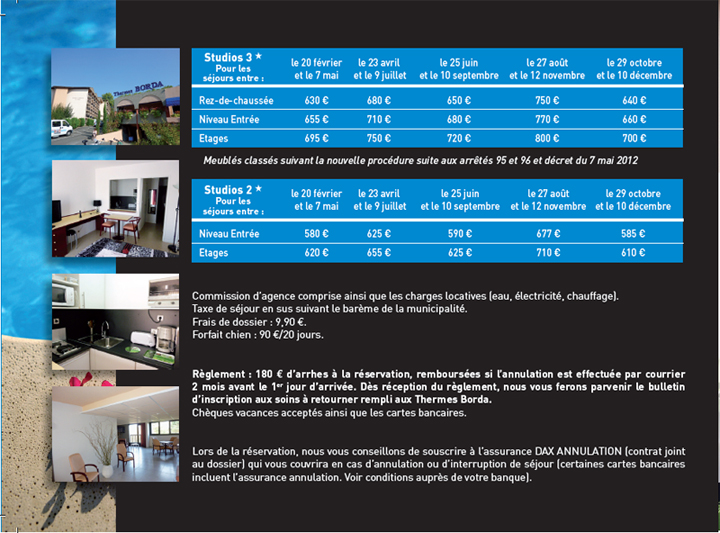 Thermes BORDA
Studios 3 ★ le 20 février le 23 avril le 25 juin le 27 août le 29 octobre
Pour les séjours entre : et le 7 mai et le 9 juillet et le 10 septembre et le 12 novembre et le 10 décembre
Rez-de-chaussée 630 € 680 € 650 € 750 € 640 €
Niveau Entrée 655 € 710 € 680 € 770 € 660 €
Etages 695 € 750 € 720 € 800 € 700 €
Meublés classés suivant la nouvelle procédure suite aux arrêtés 95 et 96 et décret du 7 mai 2012
Studios 2 ★ le 20 février le 23 avril le 25 juin le 27 août le 29 octobre
Pour les séjours entre : et le 7 mai et le 9 juillet et le 10 septembre et le 12 novembre et le 10 décembre
Niveau Entrée 580 € 625 € 590 € 677 € 585 €
Etages 620 € 655 € 625 € 710 € 610 €
Commission d'agence comprise ainsi que les charges locatives (eau, électricité, chauffage).
Taxe de séjour en sus suivant le barème de la municipalité.
Frais de dossier : 9,90 €.
Forfait chien : 90 €/20 jours.
Règlement : 180 € d'arrhes à la réservation, remboursées si l'annulation est effectuée par courrier
2 mois avant le 1er jour d'arrivée. Dès réception du règlement, nous vous ferons parvenir le bulletin
d'inscription aux soins à retourner rempli aux Thermes Borda.
Chèques vacances acceptés ainsi que les cartes bancaires.
Lors de la réservation, nous vous conseillons de souscrire à l'assurance DAX ANNULATION (contrat joint
au dossier) qui vous couvrira en cas d'annulation ou d'interruption de séjour (certaines cartes bancaires
incluent l'assurance annulation. Voir conditions auprès de votre banque).